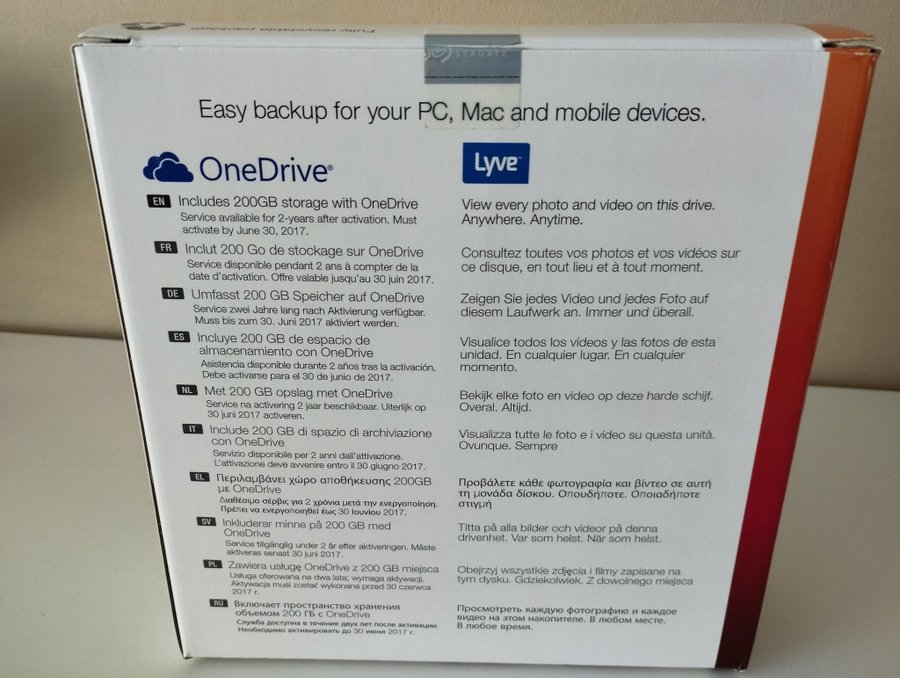 Fully recyclable package
SEAGATE
Easy backup for your PC, Mac and mobile devices.
OneDrive®
EN Includes 200GB storage with OneDrive
Service available for 2-years after activation. Must
activate by June 30, 2017.
FR Inclut 200 Go de stockage sur OneDrive
Service disponible pendant 2 ans à compter de la
date d'activation. Offre valable jusqu'au 30 juin 2017.
DE Umfasst 200 GB Speicher auf OneDrive
Service zwei Jahre lang nach Aktivierung verfügbar.
Muss bis zum 30. Juni 2017 aktiviert werden.
ES Incluye 200 GB de espacio de
almacenamiento con OneDrive
Asistencia disponible durante 2 años tras la activación.
Debe activarse para el 30 de junio de 2017.
NL Met 200 GB opslag met OneDrive
Service na activering 2 jaar beschikbaar. Uiterlijk op
30 juni 2017 activeren.
IT Include 200 GB di spazio di archiviazione
con OneDrive
Servizio disponibile per 2 anni dall'attivazione.
L'attivazione deve avvenire entro il 30 giugno 2017.
EL Περιλαμβάνει χώρο αποθήκευσης 200GB
με OneDrive
Διαθέσιμο σέρβις για 2 χρόνια μετά την ενεργοποίηση.
Πρέπει να ενεργοποιηθεί έως 30 Ιουνίου 2017.
SV Inkluderar minne på 200 GB med
OneDrive
Service tillgänglig under 2 år efter aktiveringen. Måste
aktiveras senast 30 juni 2017.
PL Zawiera usługę OneDrive z 200 GB miejsca
Usługa oferowana na dwa lata; wymaga aktywacji.
Aktywacja musi zostać wykonana przed 30 czerwca
2017 r.
RU Включает пространство хранения
объемом 200 ГБ с OneDrive
Служба доступна в течение двух лет после активации.
Необходимо активировать до 30 июня 2017 г.
Lyve™
View every photo and video on this drive.
Anywhere. Anytime.
Consultez toutes vos photos et vos vidéos sur
ce disque, en tout lieu et à tout moment.
Zeigen Sie jedes Video und jedes Foto auf
diesem Laufwerk an. Immer und überall.
Visualice todos los vídeos y las fotos de esta
unidad. En cualquier lugar. En cualquier
momento.
Bekijk elke foto en video op deze harde schijf.
Overal. Altijd.
Visualizza tutte le foto e i video su questa unità.
Ovunque. Sempre
Προβάλετε κάθε φωτογραφία και βίντεο σε αυτή
τη μονάδα δίσκου. Οπουδήποτε. Οποιαδήποτε
στιγμή
Titta på alla bilder och videor på denna
drivenhet. Var som helst. När som helst.
Obejrzyj wszystkie zdjęcia i filmy zapisane na
tym dysku. Gdziekolwiek. Z dowolnego miejsca
Просмотреть каждую фотографию и каждое
видео на этом накопителе. В любом месте.
В любое время.